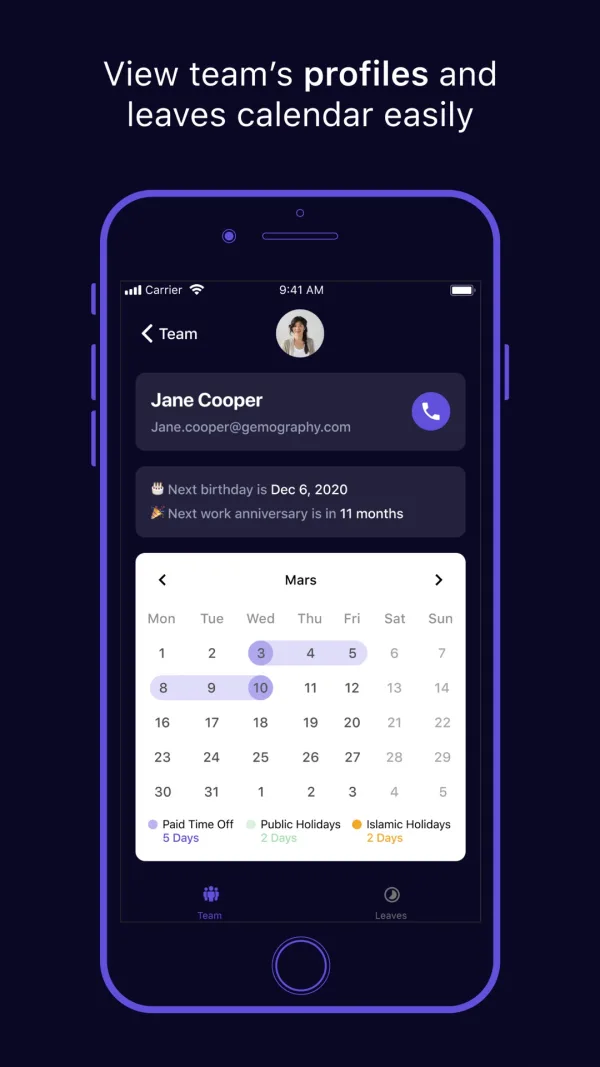 View team’s profiles and
leaves calendar easily
Carrier 9:41 AM
Team
Jane Cooper
Jane.cooper@gemography.com
🎂 Next birthday is Dec 6, 2020
🎉 Next work anniversary is in 11 months
Mars
Mon Tue Wed Thu Fri Sat Sun
1 2 3 4 5 6 7
8 9 10 11 12 13 14
16 17 18 19 20 21 22
23 24 25 26 27 28 29
30 31 1 2 3 4 5
Paid Time Off Public Holidays Islamic Holidays
5 Days 2 Days 2 Days
Team Leaves